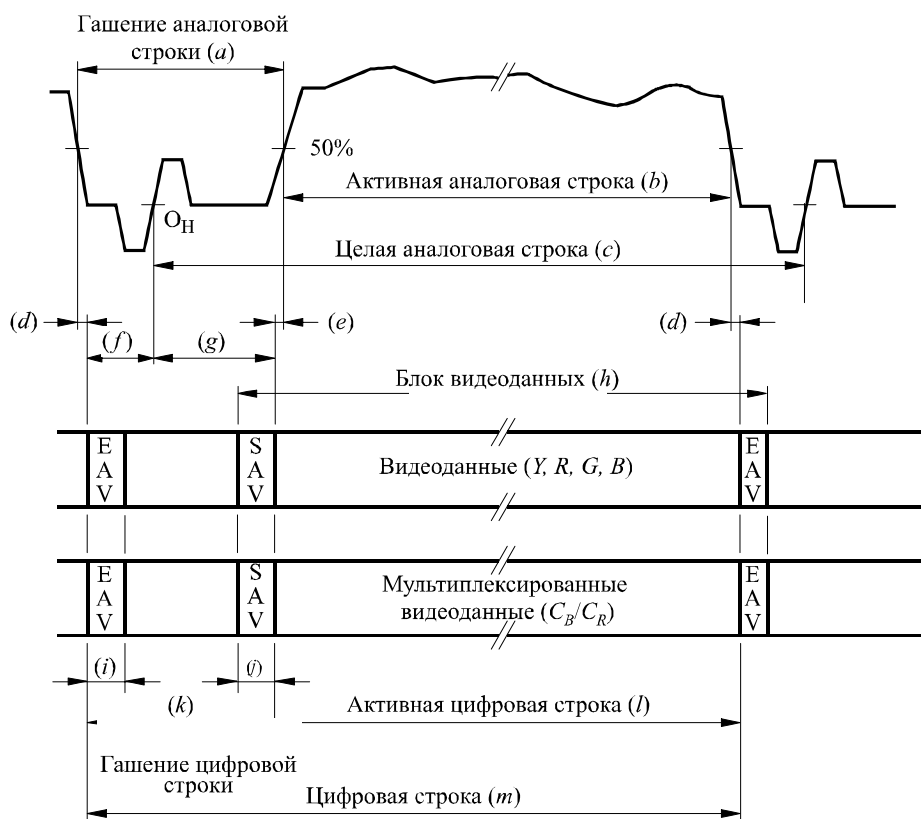 Гашение аналоговой
строки (a)
50%
Активная аналоговая строка (b)
O_H
Целая аналоговая строка (c)
(d)
(e)
(d)
(f)
(g)
Блок видеоданных (h)
E
A
V
S
A
V
Видеоданные (Y, R, G, B)
E
A
V
E
A
V
S
A
V
Мультиплексированные
видеоданные (C_B/C_R)
E
A
V
(i)
(j)
(k)
Активная цифровая строка (l)
Гашение цифровой
строки
Цифровая строка (m)